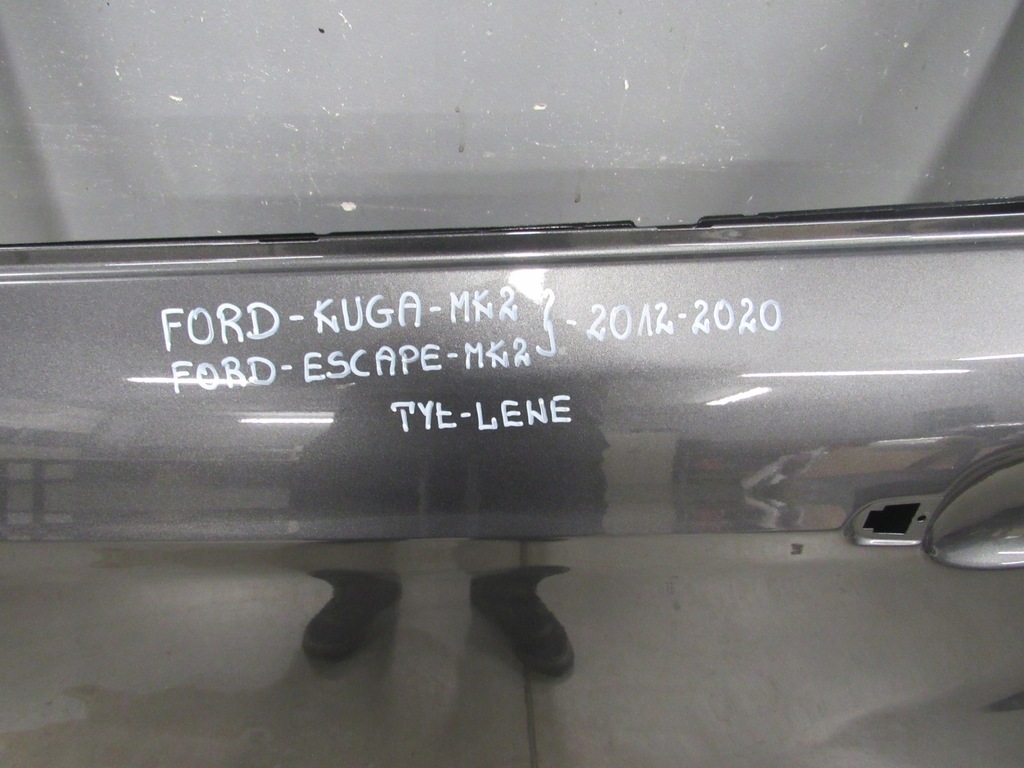 FORD-KUGA-MK2 } -2012-2020
FORD-ESCAPE-MK2
TYŁ-LEWE